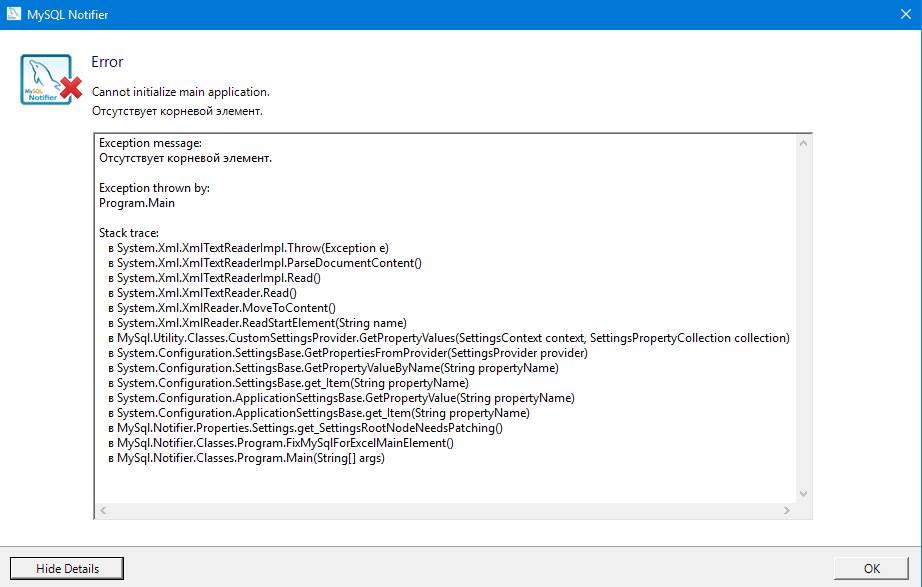 MySQL Notifier
Error
MySQL
Notifier
Cannot initialize main application.
Отсутствует корневой элемент.
Exception message:
Отсутствует корневой элемент.
Exception thrown by:
Program.Main
Stack trace:
в System.Xml.XmlTextReaderImpl.Throw(Exception e)
в System.Xml.XmlTextReaderImpl.ParseDocumentContent()
в System.Xml.XmlTextReaderImpl.Read()
в System.Xml.XmlTextReader.Read()
в System.Xml.XmlReader.MoveToContent()
в System.Xml.XmlReader.ReadStartElement(String name)
в MySql.Utility.Classes.CustomSettingsProvider.GetPropertyValues(SettingsContext context, SettingsPropertyCollection collection)
в System.Configuration.SettingsBase.GetPropertiesFromProvider(SettingsProvider provider)
в System.Configuration.SettingsBase.GetPropertyValueByName(String propertyName)
в System.Configuration.SettingsBase.get_Item(String propertyName)
в System.Configuration.ApplicationSettingsBase.GetPropertyValue(String propertyName)
в System.Configuration.ApplicationSettingsBase.get_Item(String propertyName)
в MySql.Notifier.Properties.Settings.get_SettingsRootNodeNeedsPatching()
в MySql.Notifier.Classes.Program.FixMySqlForExcelMainElement()
в MySql.Notifier.Classes.Program.Main(String[] args)
Hide Details
OK